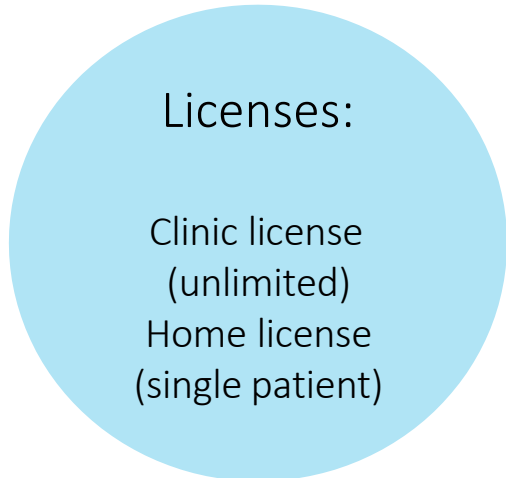 Licenses:
Clinic license
(unlimited)
Home license
(single patient)